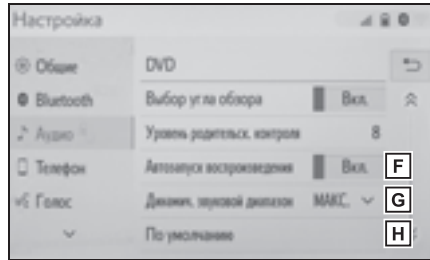 Настройка
Общие
DVD
Bluetooth
Выбор угла обзора
Вкл.
Аудио
Уровень родительск. контроля
8
Телефон
Автозапуск воспроизведения
Вкл.
F
Голос
Динамич. звуковой диапазон
МАКС.
G
По умолчанию
H